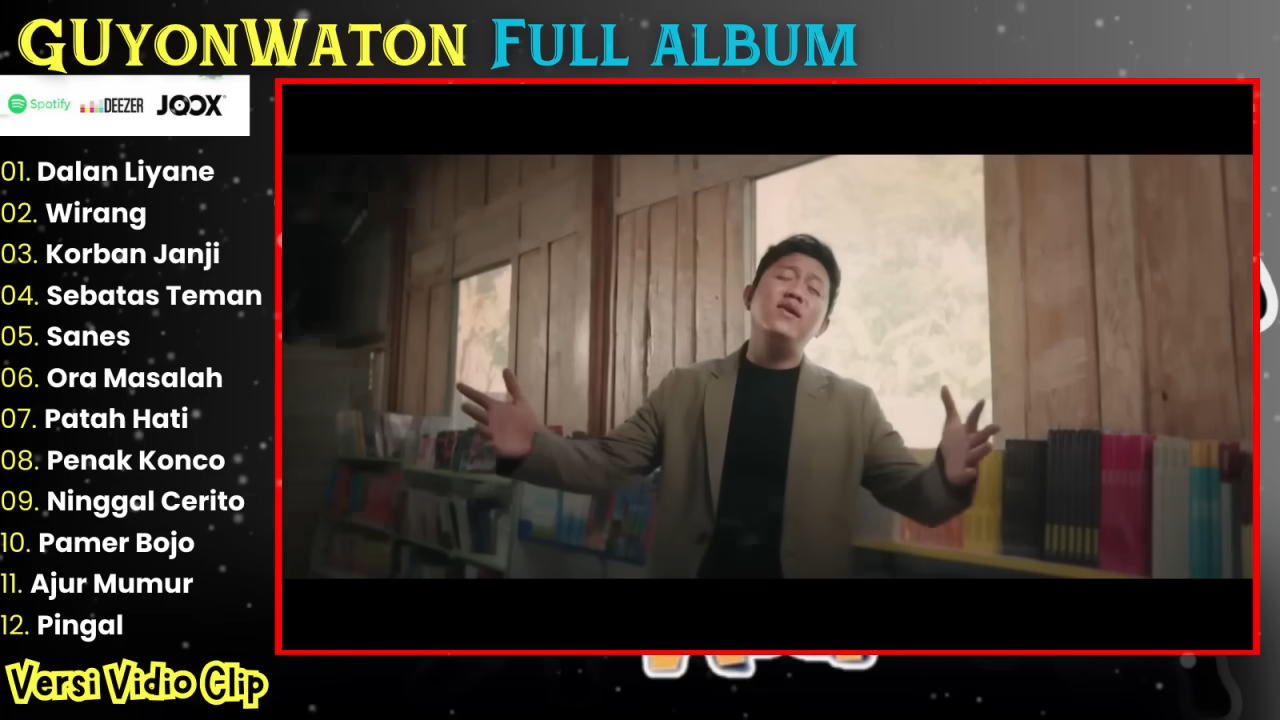 GUYONWATON FULL ALBUM
Spotify DEEZER JOOX
01. Dalan Liyane
02. Wirang
03. Korban Janji
04. Sebatas Teman
05. Sanes
06. Ora Masalah
07. Patah Hati
08. Penak Konco
09. Ninggal Cerito
10. Pamer Bojo
11. Ajur Mumur
12. Pingal
Versi Vidio Clip